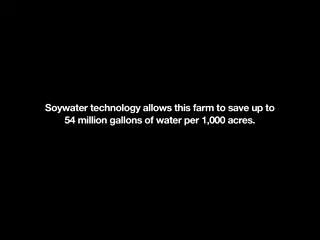 Soywater technology allows this farm to save up to
54 million gallons of water per 1,000 acres.